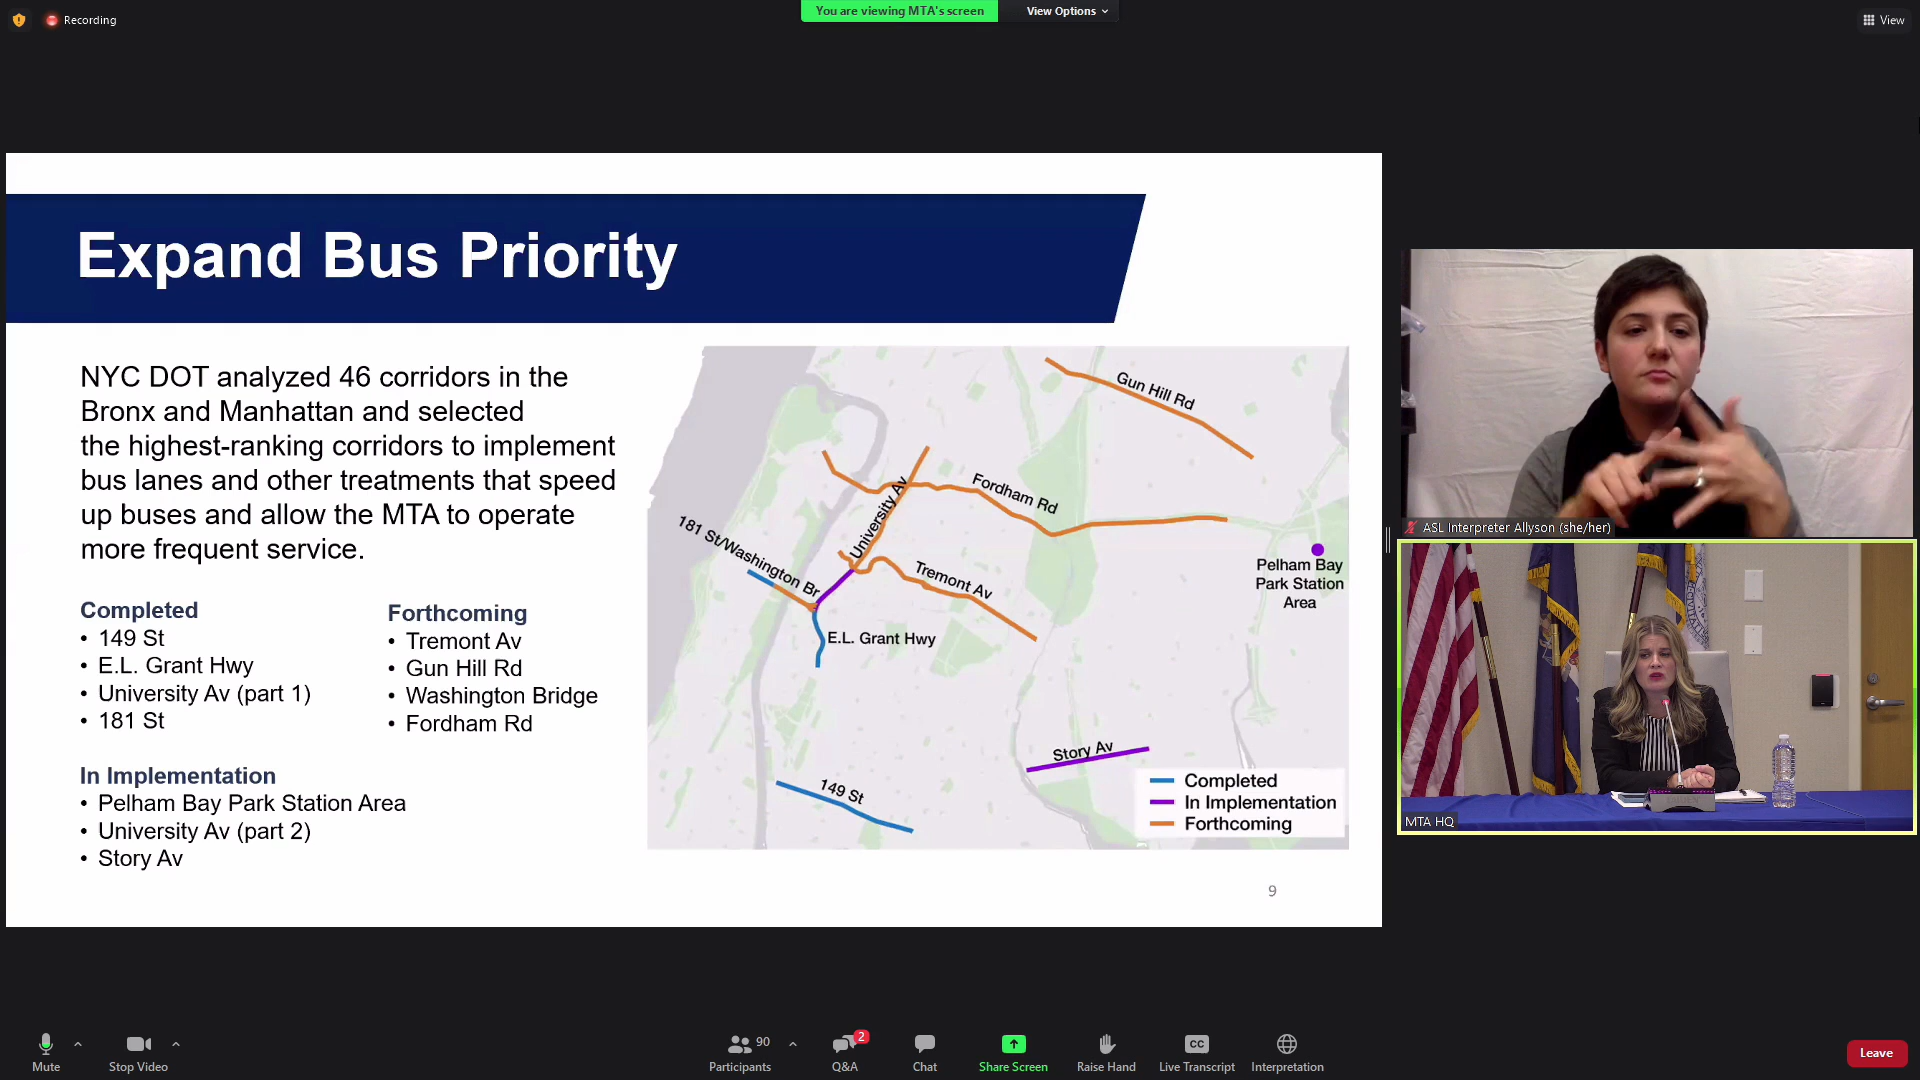 Recording
You are viewing MTA's screen
View Options
View
Expand Bus Priority
NYC DOT analyzed 46 corridors in the
Bronx and Manhattan and selected
the highest-ranking corridors to implement
bus lanes and other treatments that speed
up buses and allow the MTA to operate
more frequent service.
Completed
• 149 St
• E.L. Grant Hwy
• University Av (part 1)
• 181 St
Forthcoming
• Tremont Av
• Gun Hill Rd
• Washington Bridge
• Fordham Rd
In Implementation
• Pelham Bay Park Station Area
• University Av (part 2)
• Story Av
Gun Hill Rd
Fordham Rd
University Av
181 St/Washington Br
Tremont Av
Pelham Bay
Park Station
Area
E.L. Grant Hwy
Story Av
149 St
Completed
In Implementation
Forthcoming
9
ASL Interpreter Allyson (she/her)
MTA HQ
Mute
Stop Video
90
Participants
2
Q&A
Chat
Share Screen
Raise Hand
CC
Live Transcript
Interpretation
Leave